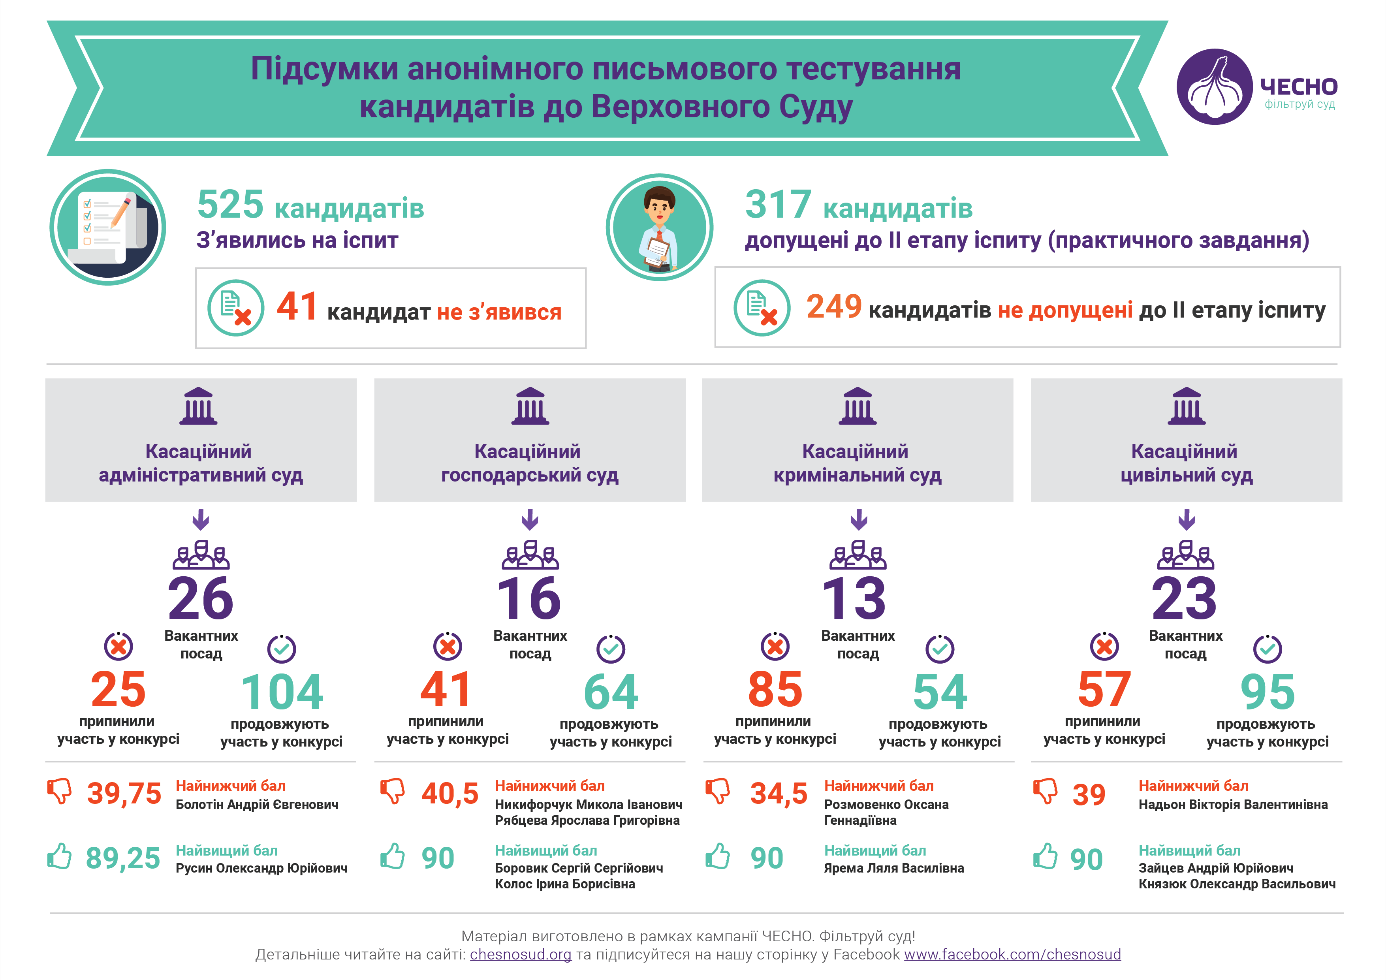 Підсумки анонімного письмового тестування
кандидатів до Верховного Суду
ЧЕСНО
фільтруй суд
525 кандидатів
З’явились на іспит
41 кандидат не з’явився
317 кандидатів
допущені до ІІ етапу іспиту (практичного завдання)
249 кандидатів не допущені до ІІ етапу іспиту
Касаційний
адміністративний суд
26
Вакантних
посад
25
припинили
участь у конкурсі
104
продовжують
участь у конкурсі
39,75
Найнижчий бал
Болотін Андрій Євгенович
89,25
Найвищий бал
Русин Олександр Юрійович
Касаційний
господарський суд
16
Вакантних
посад
41
припинили
участь у конкурсі
64
продовжують
участь у конкурсі
40,5
Найнижчий бал
Никифорчук Микола Іванович
Рябцева Ярослава Григорівна
90
Найвищий бал
Боровик Сергій Сергійович
Колос Ірина Борисівна
Касаційний
кримінальний суд
13
Вакантних
посад
85
припинили
участь у конкурсі
54
продовжують
участь у конкурсі
34,5
Найнижчий бал
Розмовенко Оксана
Геннадіївна
90
Найвищий бал
Ярема Ляля Василівна
Касаційний
цивільний суд
23
Вакантних
посад
57
припинили
участь у конкурсі
95
продовжують
участь у конкурсі
39
Найнижчий бал
Надьон Вікторія Валентинівна
90
Найвищий бал
Зайцев Андрій Юрійович
Князюк Олександр Васильович
Матеріал виготовлено в рамках кампанії ЧЕСНО. Фільтруй суд!
Детальніше читайте на сайті: chesnosud.org та підписуйтеся на нашу сторінку у Facebook www.facebook.com/chesnosud